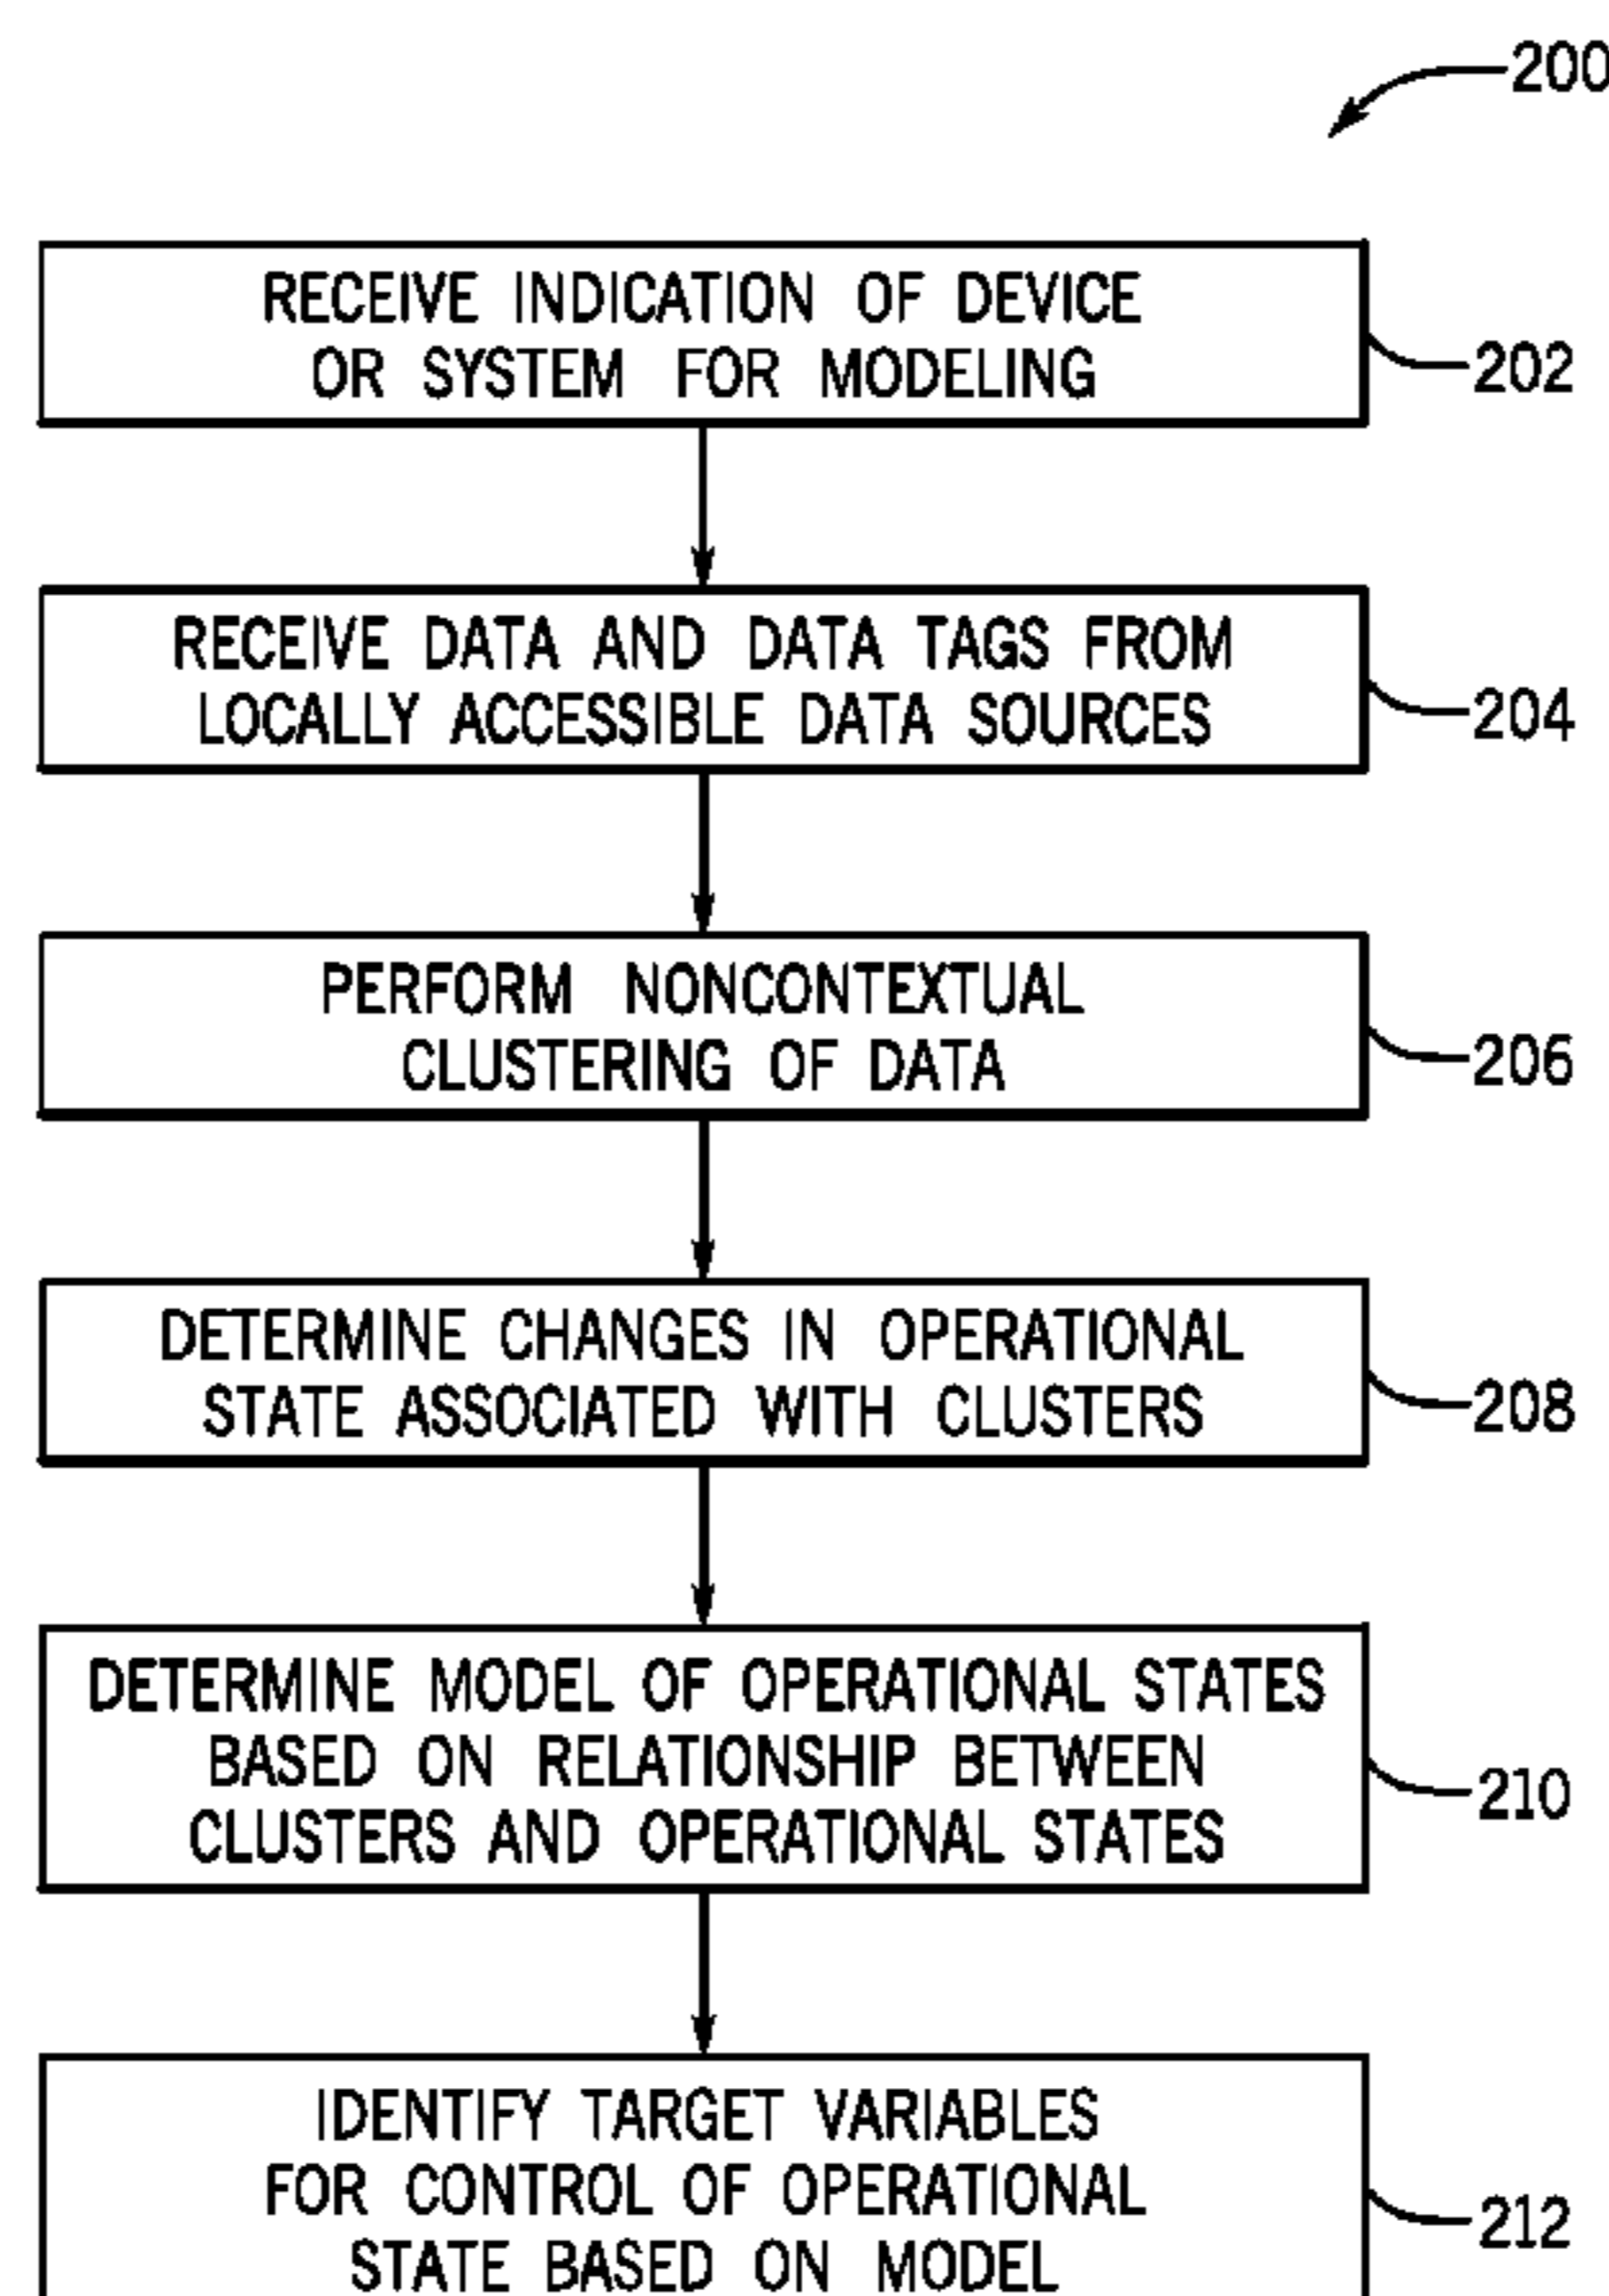 200
RECEIVE INDICATION OF DEVICE
OR SYSTEM FOR MODELING
202
RECEIVE DATA AND DATA TAGS FROM
LOCALLY ACCESSIBLE DATA SOURCES
204
PERFORM NONCONTEXTUAL
CLUSTERING OF DATA
206
DETERMINE CHANGES IN OPERATIONAL
STATE ASSOCIATED WITH CLUSTERS
208
DETERMINE MODEL OF OPERATIONAL STATES
BASED ON RELATIONSHIP BETWEEN
CLUSTERS AND OPERATIONAL STATES
210
IDENTIFY TARGET VARIABLES
FOR CONTROL OF OPERATIONAL
STATE BASED ON MODEL
212